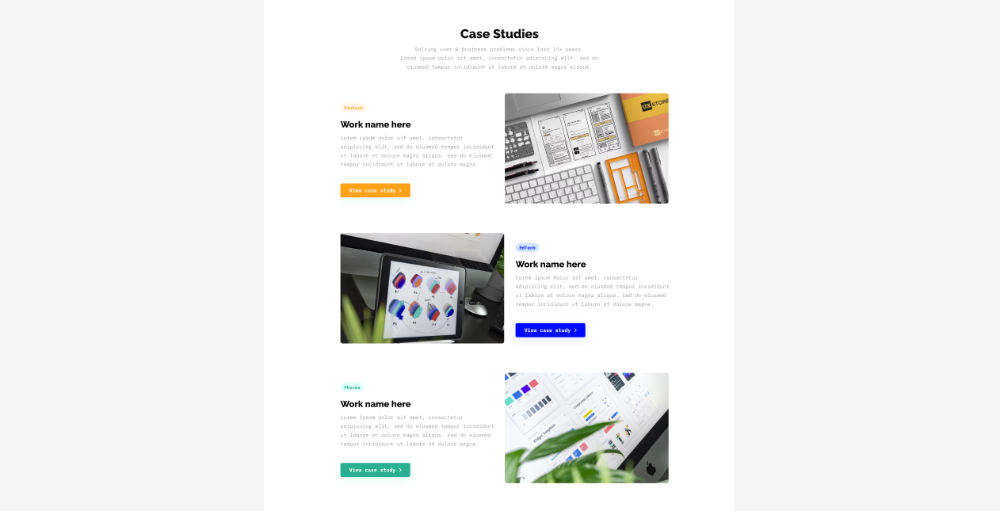 Case Studies
Solving user & business problems since last 15+ years.
Lorem ipsum dolor sit amet, consectetur adipiscing elit, sed do
eiusmod tempor incididunt ut labore et dolore magna aliqua.
Fintech
Work name here
Lorem ipsum dolor sit amet, consectetur
adipiscing elit, sed do eiusmod tempor incididunt
ut labore et dolore magna aliqua, sed do eiusmod
tempor incididunt ut labore et dolore magna.
View case study
UX STORE
EdTech
Work name here
Lorem ipsum dolor sit amet, consectetur
adipiscing elit, sed do eiusmod tempor incididunt
ut labore et dolore magna aliqua. sed do eiusmod
tempor incididunt ut labore et dolore magna.
View case study
Pharma
Work name here
Lorem ipsum dolor sit amet, consectetur
adipiscing elit, sed do eiusmod tempor incididunt
ut labore et dolore magna aliqua. sed do eiusmod
tempor incididunt ut labore et dolore magna.
View case study
Component Library
Widget Templates